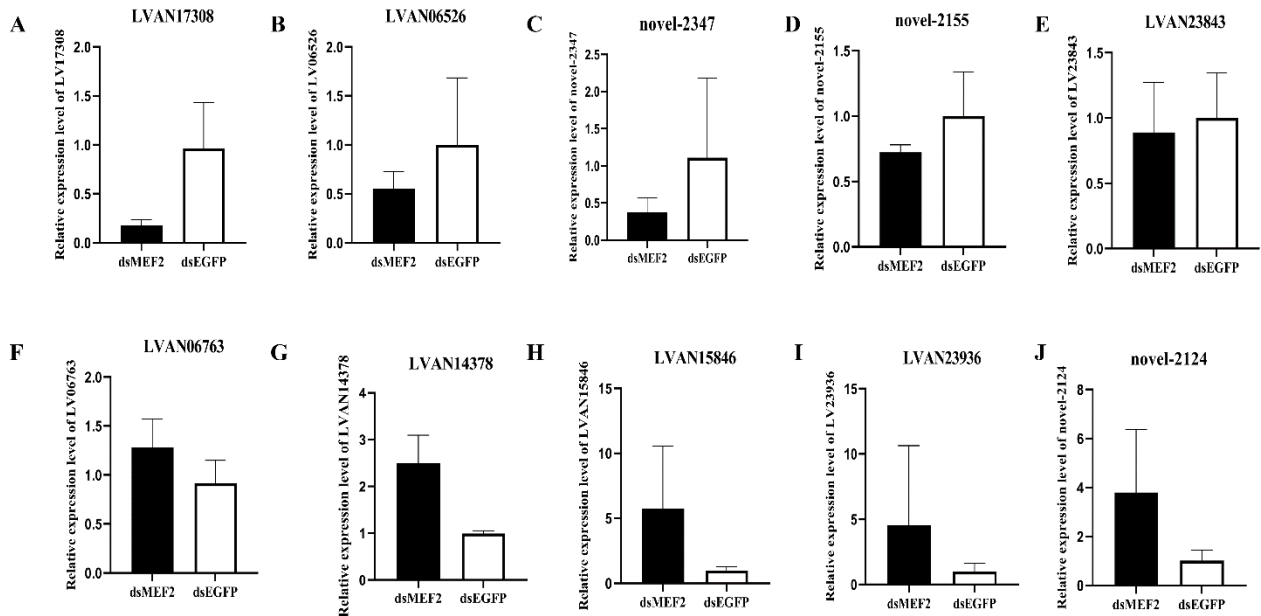 A
LVAN17308
Relative expression level of LV17308
2.0
1.5
1.0
0.5
0.0
dsMEF2 dsEGFP
B
LVAN06526
Relative expression level of LV06526
2.0
1.5
1.0
0.5
0.0
dsMEF2 dsEGFP
C
novel-2347
Relative expression level of novel-2347
2.5
2.0
1.5
1.0
0.5
0.0
dsMEF2 dsEGFP
D
novel-2155
Relative expression level of novel-2155
1.5
1.0
0.5
0.0
dsMEF2 dsEGFP
E
LVAN23843
Relative expression level of LV23843
1.5
1.0
0.5
0.0
dsMEF2 dsEGFP
F
LVAN06763
Relative expression level of LV06763
2.0
1.5
1.0
0.5
0.0
dsMEF2 dsEGFP
G
LVAN14378
Relative expression level of LVAN14378
4
3
2
1
0
dsMEF2 dsEGFP
H
LVAN15846
Relative expression level of LVAN15846
15
10
5
0
dsMEF2 dsEGFP
I
LVAN23936
Relative expression level of LV23936
15
10
5
0
dsMEF2 dsEGFP
J
novel-2124
Relative expression level of novel-2124
8
6
4
2
0
dsMEF2 dsEGFP